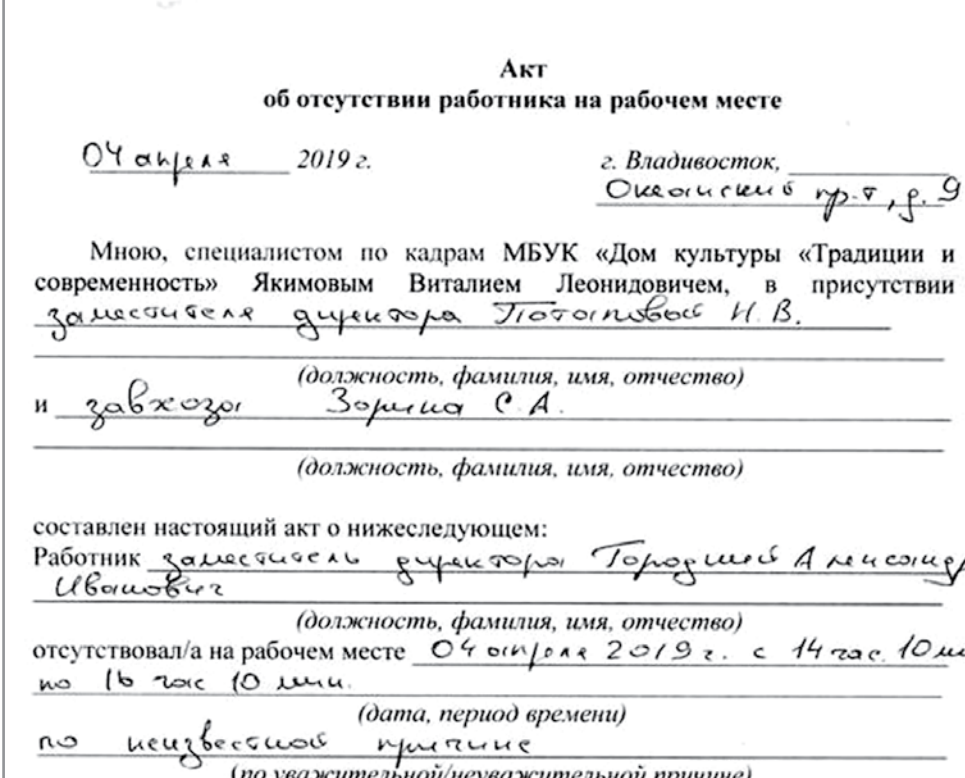 Акт
об отсутствии работника на рабочем месте
04 апреля 2019 г. г. Владивосток,
Океанский пр-т, д. 9
Мною, специалистом по кадрам МБУК «Дом культуры «Традиции и
современность» Якимовым Виталием Леонидовичем, в присутствии
заместителя директора Потаповой Н. В.
(должность, фамилия, имя, отчество)
и завхоза Зорина С. А.
(должность, фамилия, имя, отчество)
составлен настоящий акт о нижеследующем:
Работник заместитель директора Александр
Иванович
(должность, фамилия, имя, отчество)
отсутствовал/а на рабочем месте 04 апреля 2019 г. с 14 час. 10 ми
по 16 час 10 мин.
(дата, период времени)
по неизвестной причине
(по уважительной/неуважительной причине)